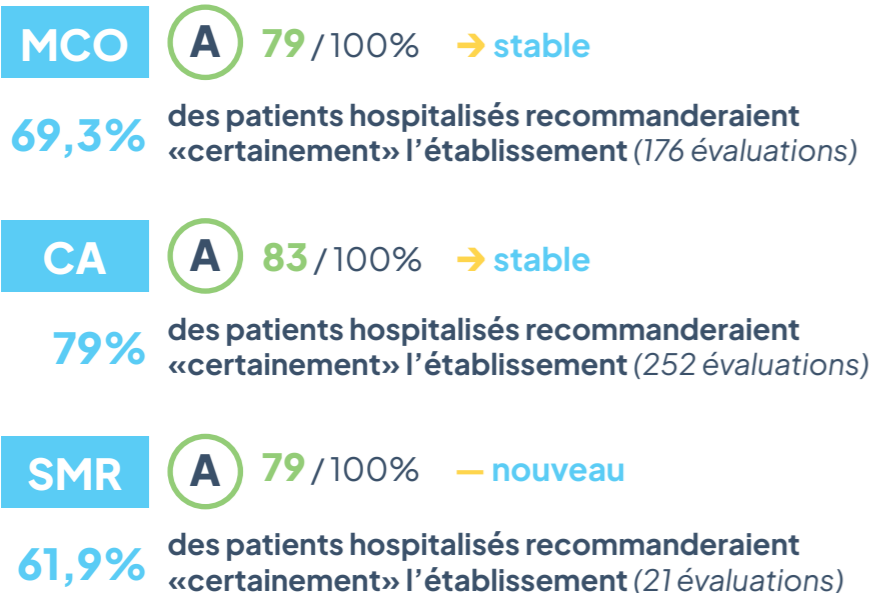 MCO A 79/100% → stable
69,3% des patients hospitalisés recommanderaient
«certainement» l’établissement (176 évaluations)
CA A 83/100% → stable
79% des patients hospitalisés recommanderaient
«certainement» l’établissement (252 évaluations)
SMR A 79/100% — nouveau
61,9% des patients hospitalisés recommanderaient
«certainement» l’établissement (21 évaluations)